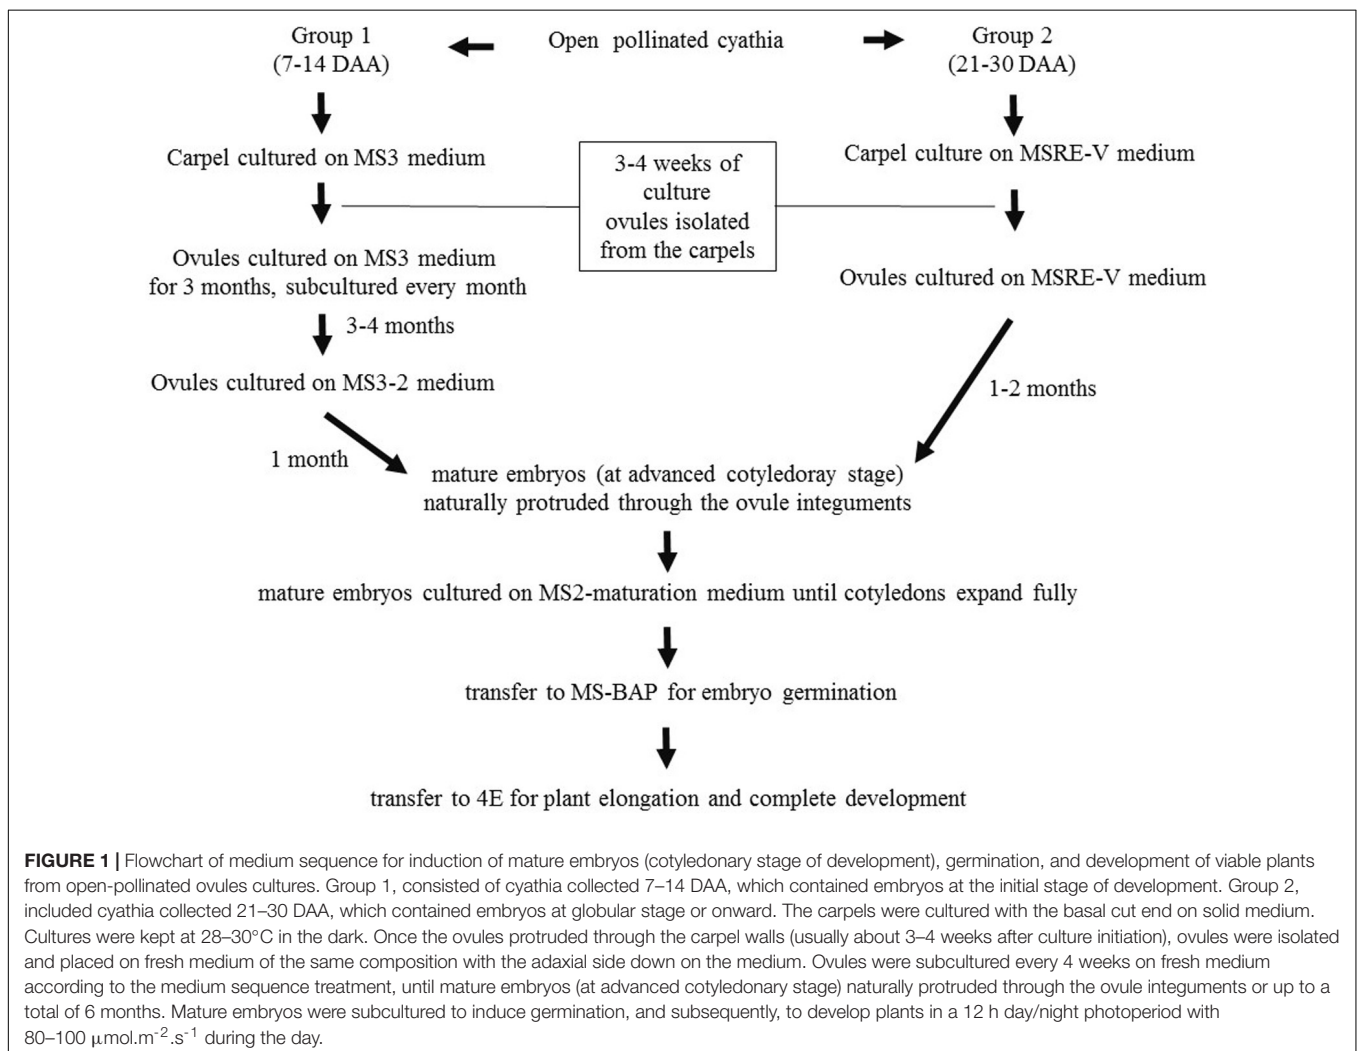 Group 1
(7-14 DAA)
Open pollinated cyathia
Group 2
(21-30 DAA)
Carpel cultured on MS3 medium
Carpel culture on MSRE-V medium
3-4 weeks of
culture
ovules isolated
from the carpels
Ovules cultured on MS3 medium
for 3 months, subcultured every month
Ovules cultured on MSRE-V medium
3-4 months
Ovules cultured on MS3-2 medium
1-2 months
1 month
mature embryos (at advanced cotyledoray stage)
naturally protruded through the ovule integuments
mature embryos cultured on MS2-maturation medium until cotyledons expand fully
transfer to MS-BAP for embryo germination
transfer to 4E for plant elongation and complete development
FIGURE 1 | Flowchart of medium sequence for induction of mature embryos (cotyledonary stage of development), germination, and development of viable plants
from open-pollinated ovules cultures. Group 1, consisted of cyathia collected 7–14 DAA, which contained embryos at the initial stage of development. Group 2,
included cyathia collected 21–30 DAA, which contained embryos at globular stage or onward. The carpels were cultured with the basal cut end on solid medium.
Cultures were kept at 28–30°C in the dark. Once the ovules protruded through the carpel walls (usually about 3–4 weeks after culture initiation), ovules were isolated
and placed on fresh medium of the same composition with the adaxial side down on the medium. Ovules were subcultured every 4 weeks on fresh medium
according to the medium sequence treatment, until mature embryos (at advanced cotyledonary stage) naturally protruded through the ovule integuments or up to a
total of 6 months. Mature embryos were subcultured to induce germination, and subsequently, to develop plants in a 12 h day/night photoperiod with
80–100 μmol.m⁻².s⁻¹ during the day.